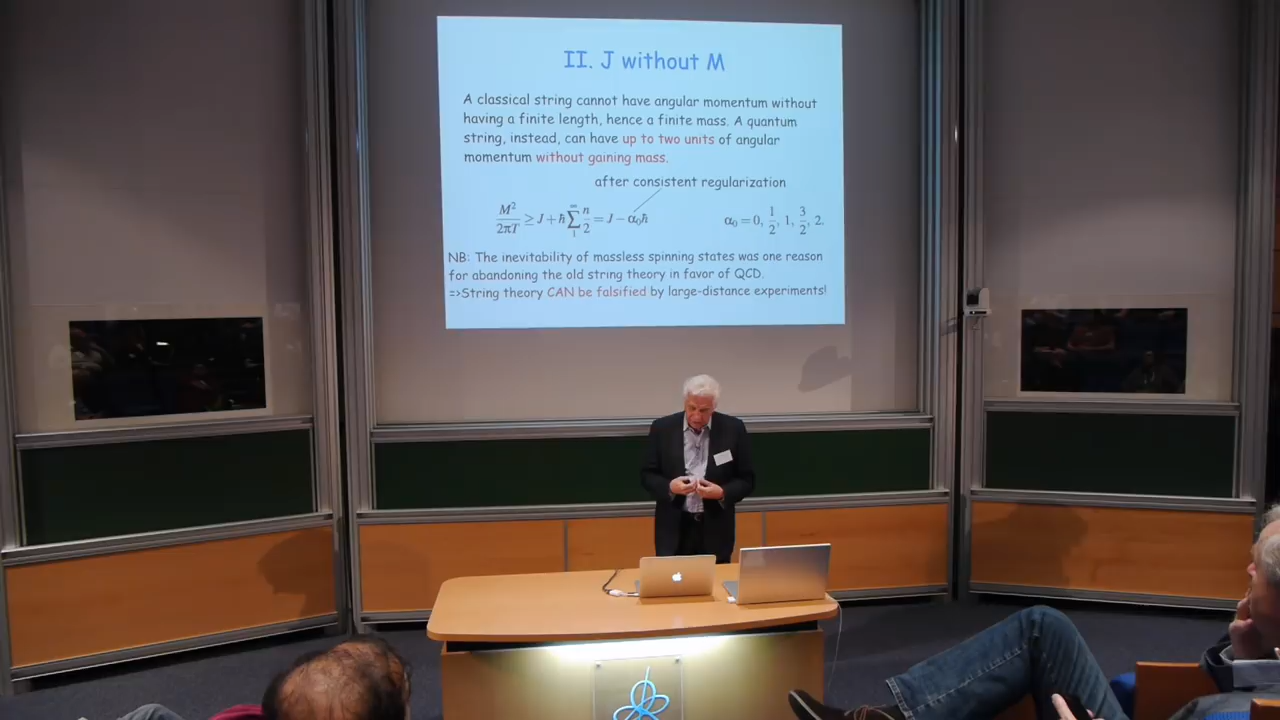 II. J without M
A classical string cannot have angular momentum without
having a finite length, hence a finite mass. A quantum
string, instead, can have up to two units of angular
momentum without gaining mass.
after consistent regularization
M²/2πT ≥ J + ħ ∑₁^∞ n/2 = J − α₀ħ α₀ = 0, 1/2, 1, 3/2, 2.
NB: The inevitability of massless spinning states was one reason
for abandoning the old string theory in favor of QCD.
=>String theory CAN be falsified by large-distance experiments!